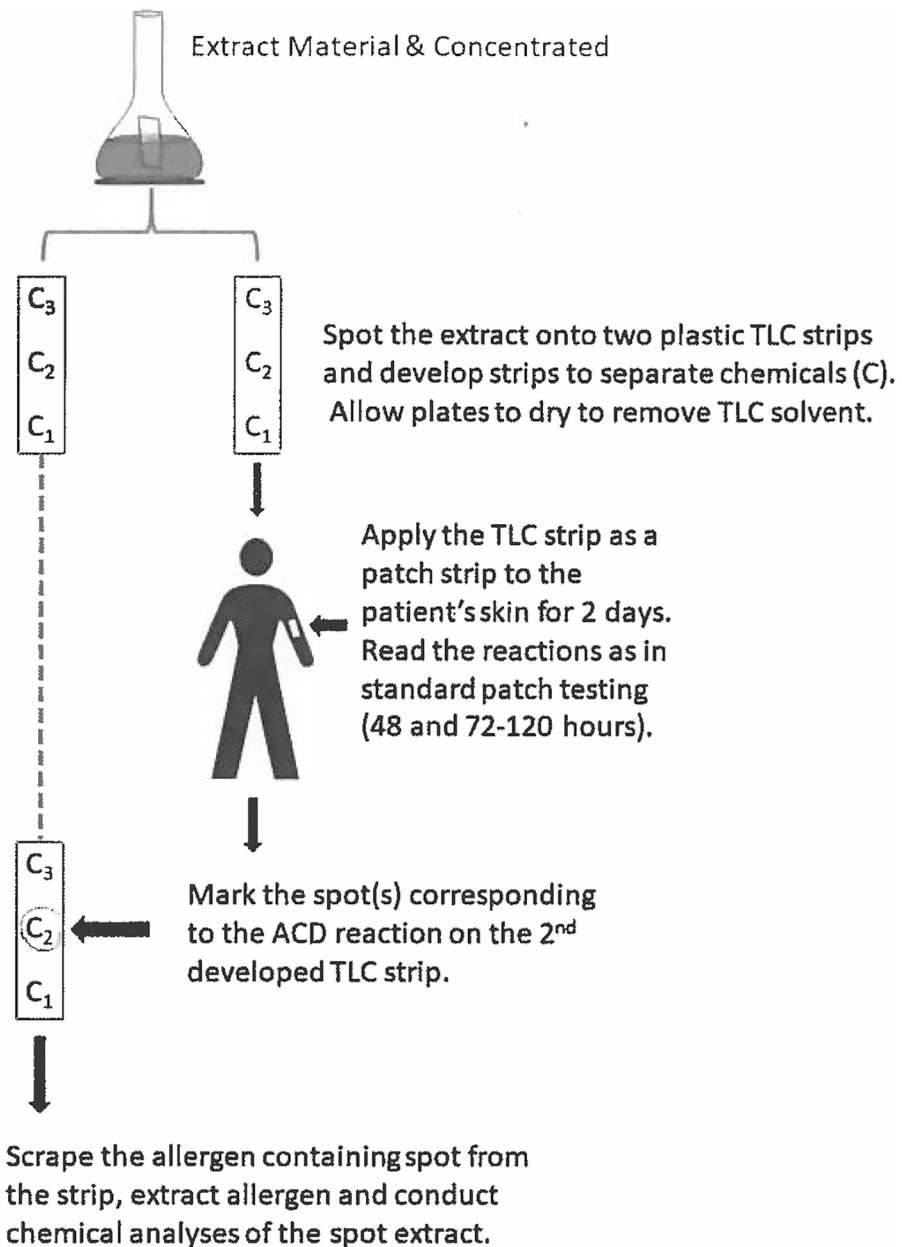 Extract Material & Concentrated
C₃ C₃
C₂ C₂
C₁ C₁
Spot the extract onto two plastic TLC strips
and develop strips to separate chemicals (C).
Allow plates to dry to remove TLC solvent.
Apply the TLC strip as a
patch strip to the
patient's skin for 2 days.
Read the reactions as in
standard patch testing
(48 and 72-120 hours).
C₃
C₂
C₁
Mark the spot(s) corresponding
to the ACD reaction on the 2ⁿᵈ
developed TLC strip.
Scrape the allergen containing spot from
the strip, extract allergen and conduct
chemical analyses of the spot extract.